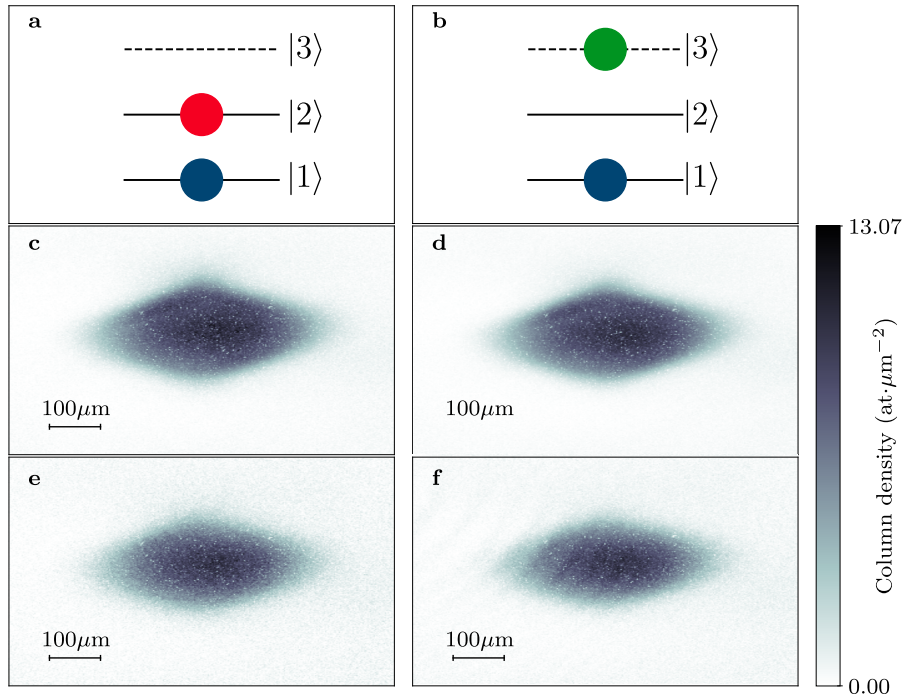 a
|3⟩
|2⟩
|1⟩
b
|3⟩
|2⟩
|1⟩
c
100μm
d
100μm
e
100μm
f
100μm
13.07
Column density (at·μm⁻²)
0.00